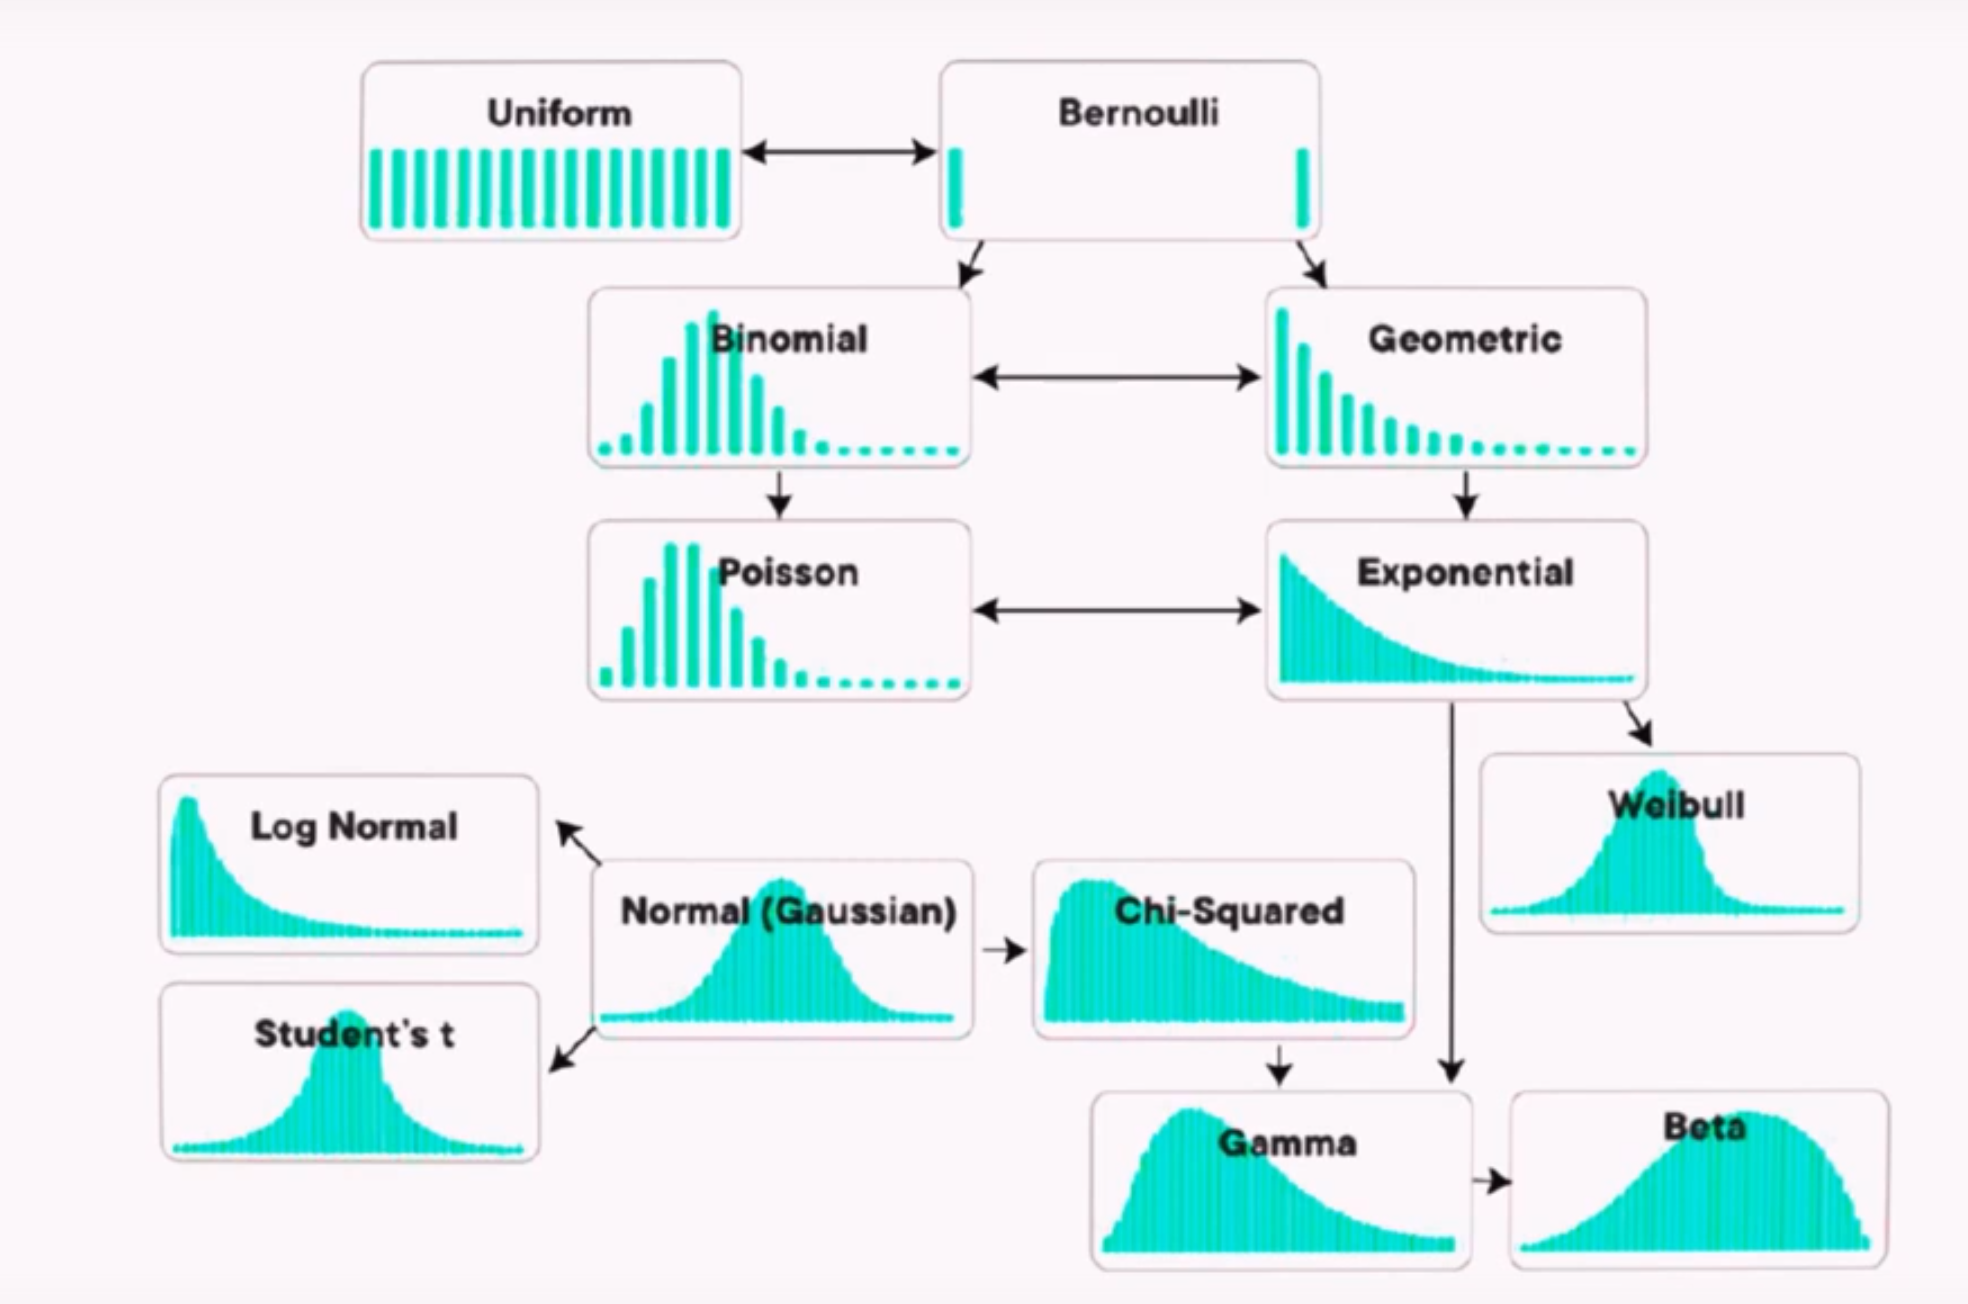 Uniform
Bernoulli
Binomial
Geometric
Poisson
Exponential
Weibull
Log Normal
Normal (Gaussian)
Chi-Squared
Student's t
Gamma
Beta